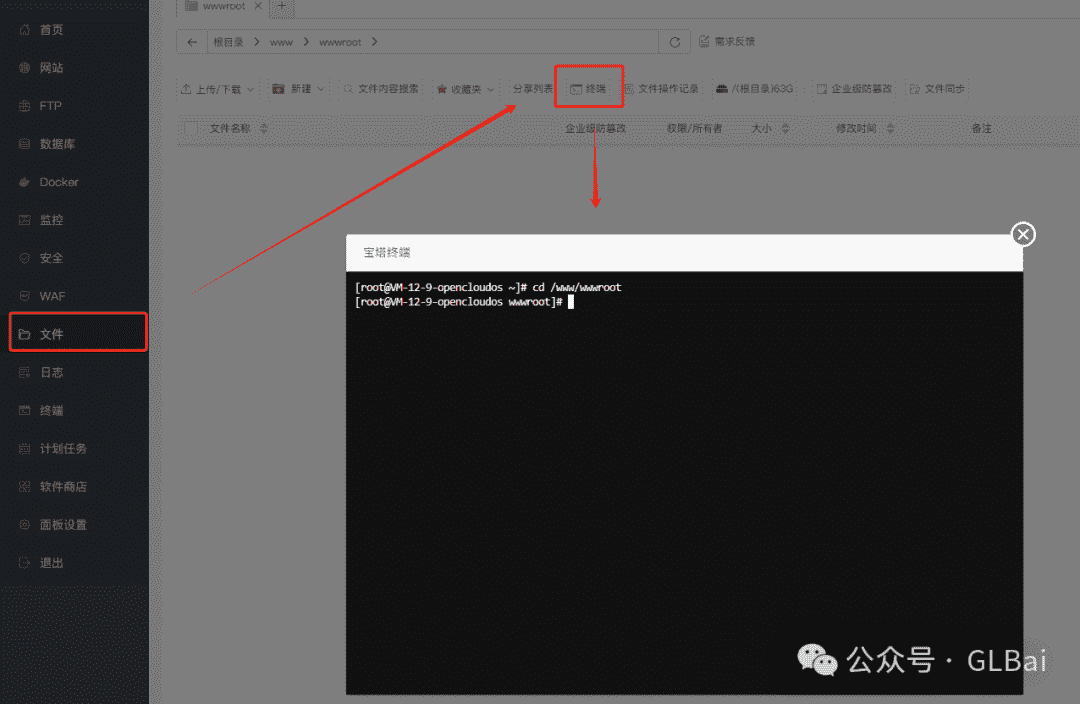 wwwroot
首页
网站
FTP
数据库
Docker
监控
安全
WAF
文件
日志
终端
计划任务
软件商店
面板设置
退出
根目录 > www > wwwroot >
需求反馈
上传/下载 新建 文件内容搜索 收藏夹 分享列表 终端 文件操作记录 /(根目录)63G 企业级防篡改 文件同步
文件名称 企业级防篡改 权限/所有者 大小 修改时间 备注
宝塔终端
[root@VM-12-9-opencloudos ~]# cd /www/wwwroot
[root@VM-12-9-opencloudos wwwroot]#
公众号 · GLBai